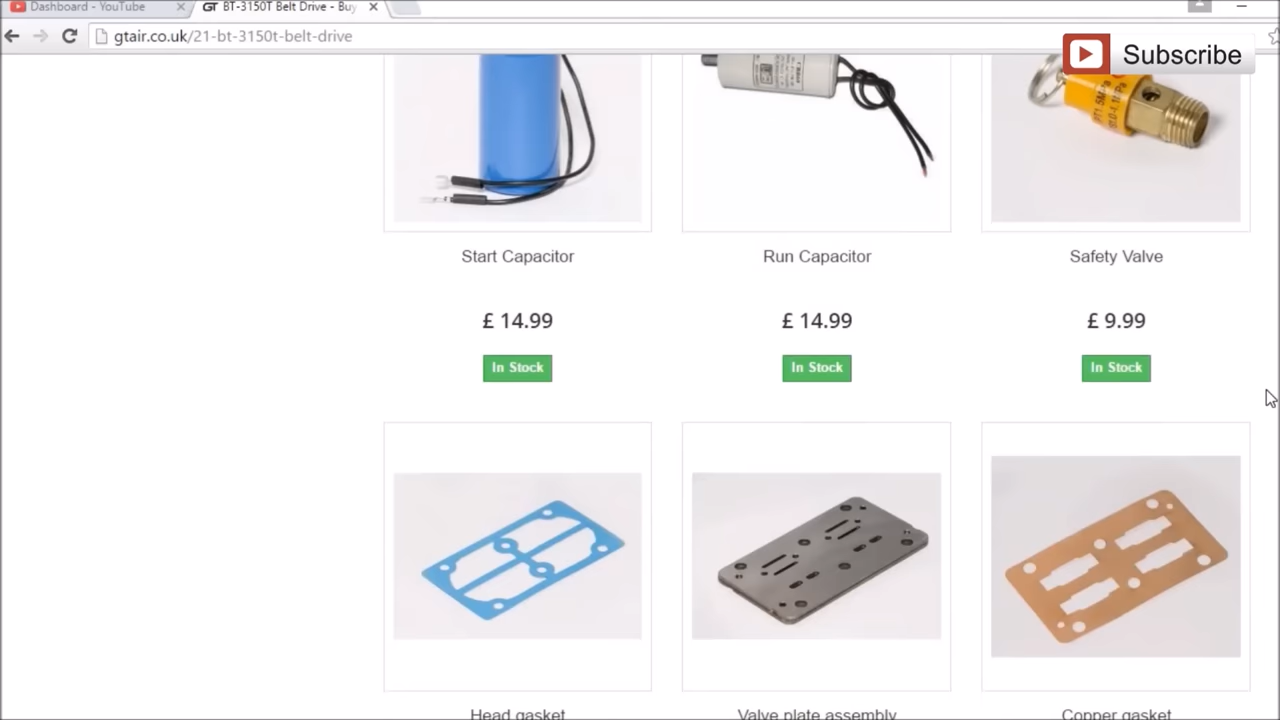 Dashboard - YouTube
GT BT-3150T Belt Drive - Buy
gtair.co.uk/21-bt-3150t-belt-drive
Subscribe
Start Capacitor
Run Capacitor
Safety Valve
£ 14.99
£ 14.99
£ 9.99
In Stock
In Stock
In Stock
Head gasket
Valve plate assembly
Copper gasket